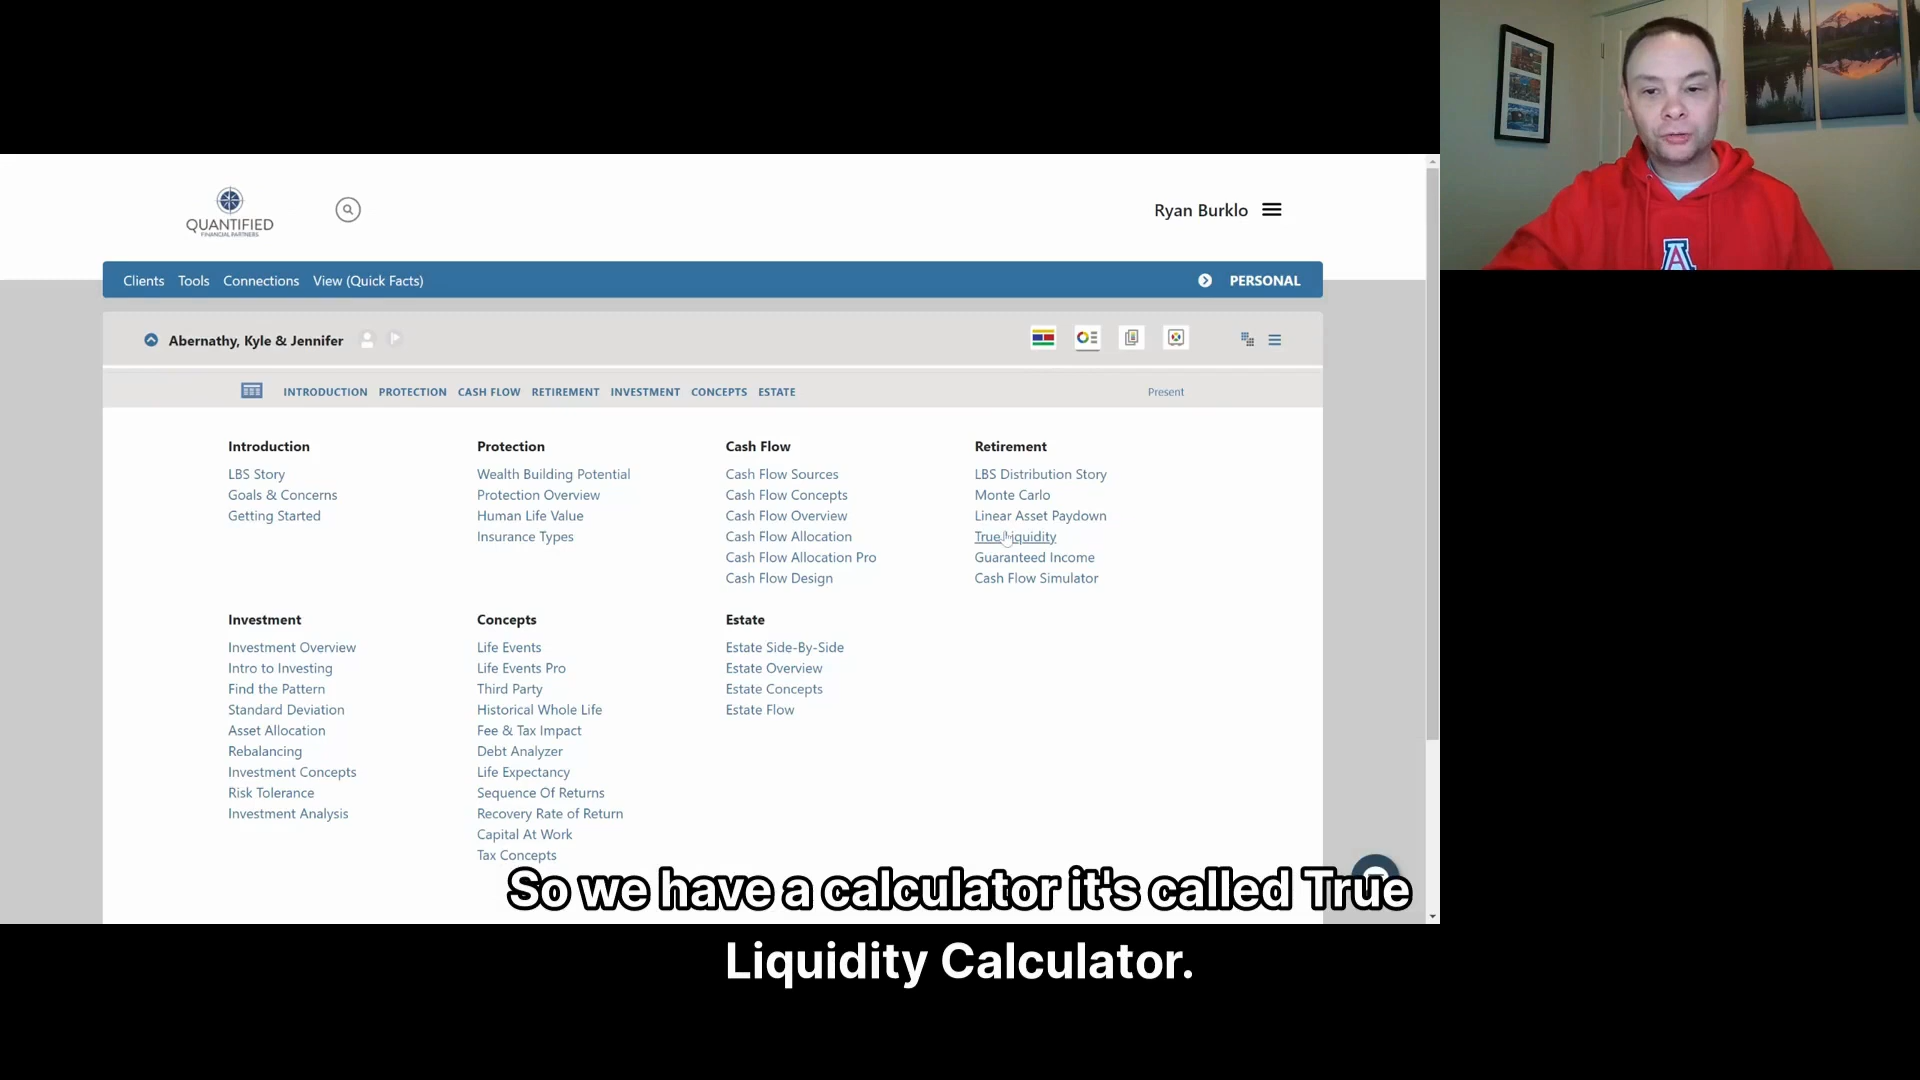 QUANTIFIED
FINANCIAL PARTNERS
Ryan Burklo
Clients Tools Connections View (Quick Facts) PERSONAL
Abernathy, Kyle & Jennifer
INTRODUCTION PROTECTION CASH FLOW RETIREMENT INVESTMENT CONCEPTS ESTATE Present
Introduction
LBS Story
Goals & Concerns
Getting Started
Protection
Wealth Building Potential
Protection Overview
Human Life Value
Insurance Types
Cash Flow
Cash Flow Sources
Cash Flow Concepts
Cash Flow Overview
Cash Flow Allocation
Cash Flow Allocation Pro
Cash Flow Design
Retirement
LBS Distribution Story
Monte Carlo
Linear Asset Paydown
True Liquidity
Guaranteed Income
Cash Flow Simulator
Investment
Investment Overview
Intro to Investing
Find the Pattern
Standard Deviation
Asset Allocation
Rebalancing
Investment Concepts
Risk Tolerance
Investment Analysis
Concepts
Life Events
Life Events Pro
Third Party
Historical Whole Life
Fee & Tax Impact
Debt Analyzer
Life Expectancy
Sequence Of Returns
Recovery Rate of Return
Capital At Work
Tax Concepts
Estate
Estate Side-By-Side
Estate Overview
Estate Concepts
Estate Flow
A
So we have a calculator it's called True
Liquidity Calculator.